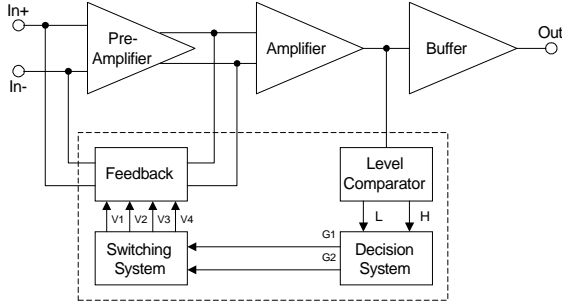 In+
In-
Pre-
Amplifier
Amplifier
Buffer
Out
Feedback
Level
Comparator
V1 V2 V3 V4
L H
Switching
System
G1
G2
Decision
System